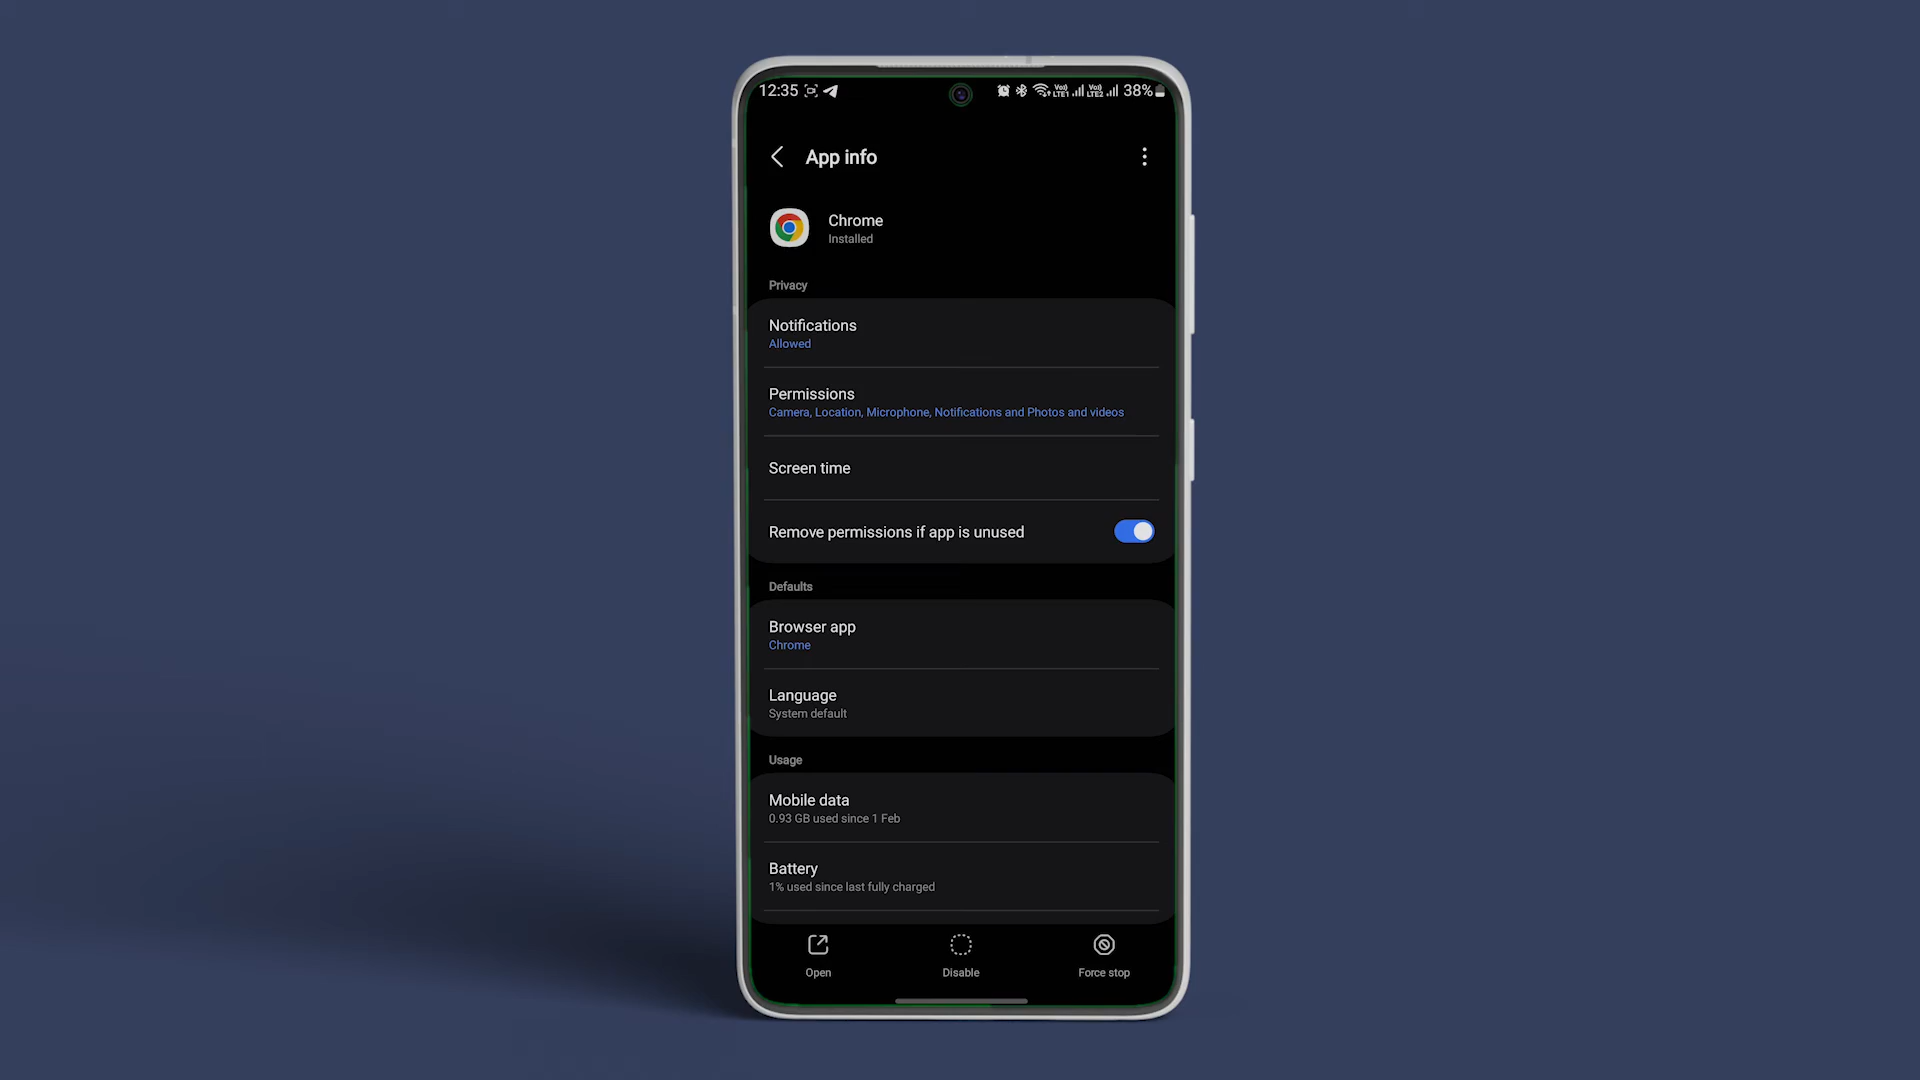 12:35 38%
App info
Chrome
Installed
Privacy
Notifications
Allowed
Permissions
Camera, Location, Microphone, Notifications and Photos and videos
Screen time
Remove permissions if app is unused
Defaults
Browser app
Chrome
Language
System default
Usage
Mobile data
0.93 GB used since 1 Feb
Battery
1% used since last fully charged
Open Disable Force stop